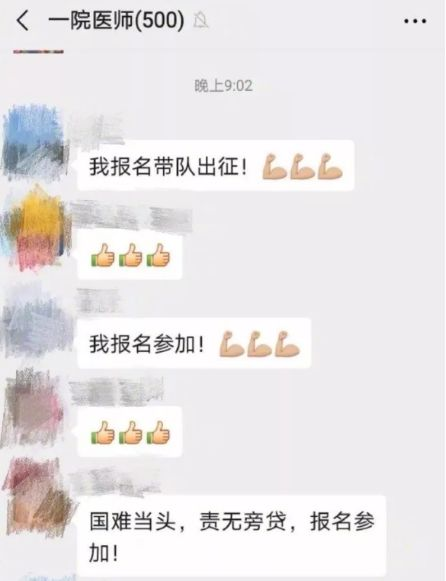 一院医师(500)
晚上9:02
我报名带队出征！💪💪💪
👍👍👍
我报名参加！💪💪💪
👍👍👍
国难当头，责无旁贷，报名参
加！